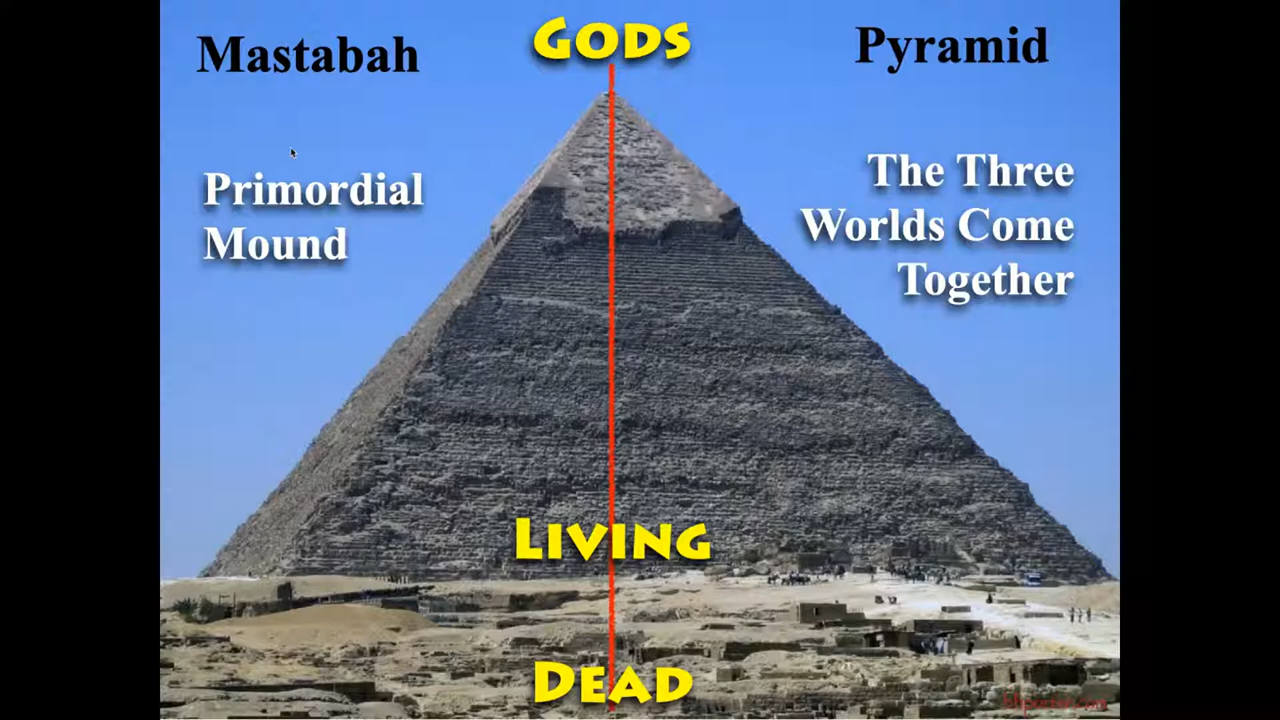 Mastabah
GODS
Pyramid
Primordial
Mound
The Three
Worlds Come
Together
LIVING
DEAD